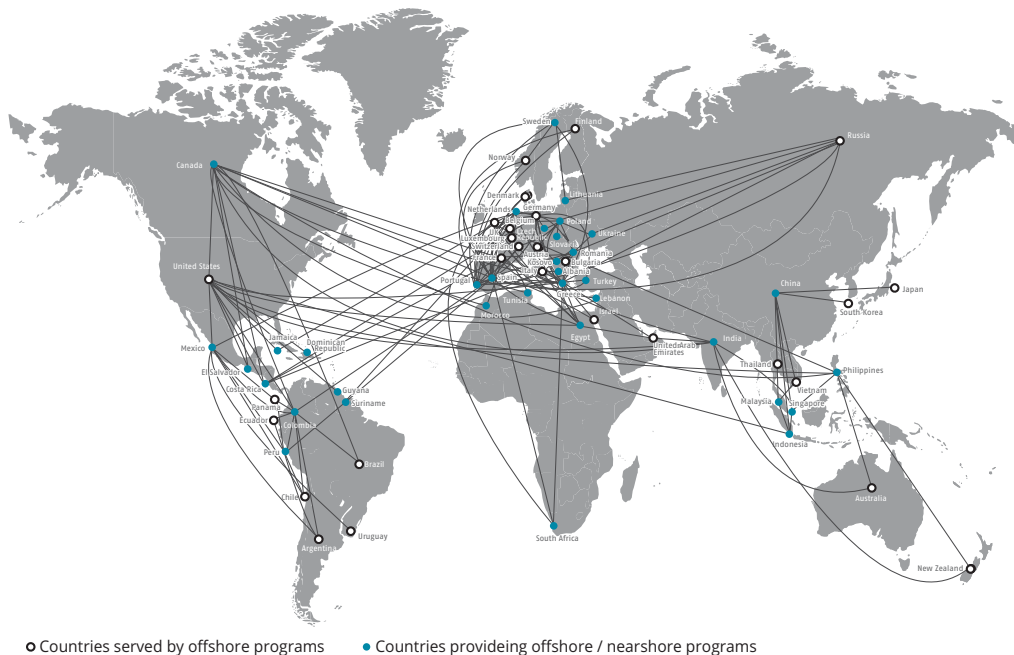 Sweden
Finland
Russia
Norway
Canada
Denmark
Lithuania
Netherlands
Germany
Belgium
Poland
UK
Czech
Republic
Ukraine
Luxembourg
Slovakia
Switzerland
Austria
Romania
France
Kosovo
Bulgaria
United States
Italy
Albania
Portugal
Spain
Turkey
China
Japan
Tunisia
Greece
Lebanon
South Korea
Morocco
Israel
Jamaica
Dominican
Republic
Egypt
Mexico
United Arab
Emirates
India
El Salvador
Thailand
Philippines
Costa Rica
Guyana
Vietnam
Panama
Suriname
Malaysia
Singapore
Ecuador
Colombia
Indonesia
Peru
Brazil
Chile
Australia
Uruguay
South Africa
Argentina
New Zealand
Countries served by offshore programs
Countries provideing offshore / nearshore programs